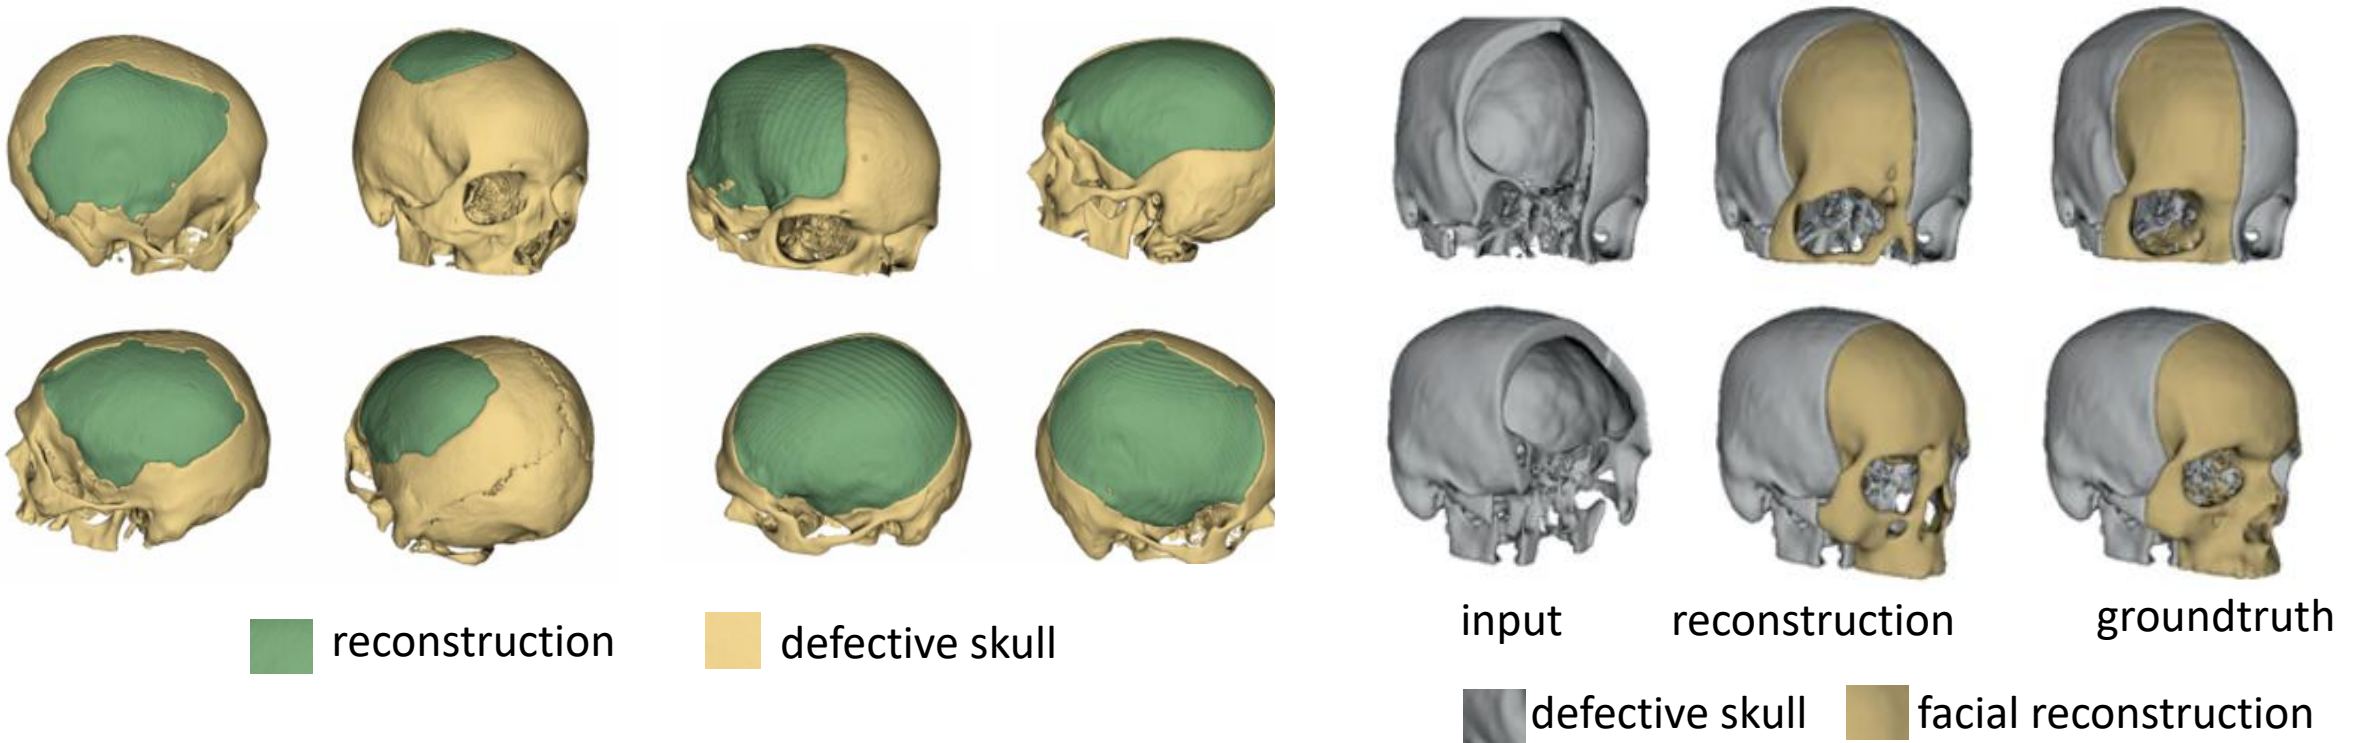 reconstruction
defective skull
input
reconstruction
groundtruth
defective skull
facial reconstruction